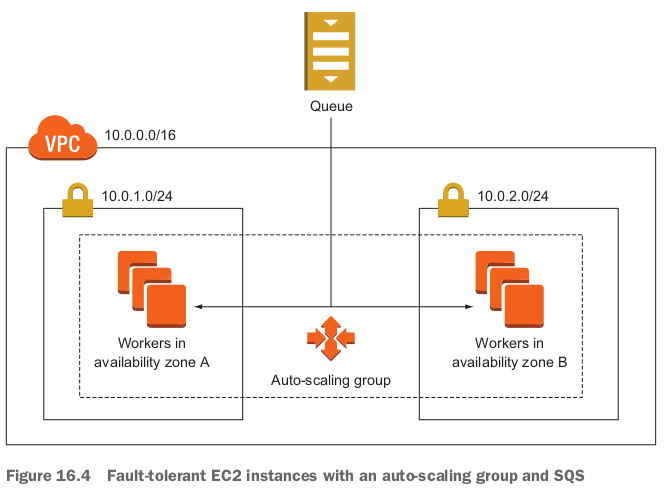 Queue
VPC
10.0.0.0/16
10.0.1.0/24
10.0.2.0/24
Workers in
availability zone A
Workers in
availability zone B
Auto-scaling group
Figure 16.4 Fault-tolerant EC2 instances with an auto-scaling group and SQS